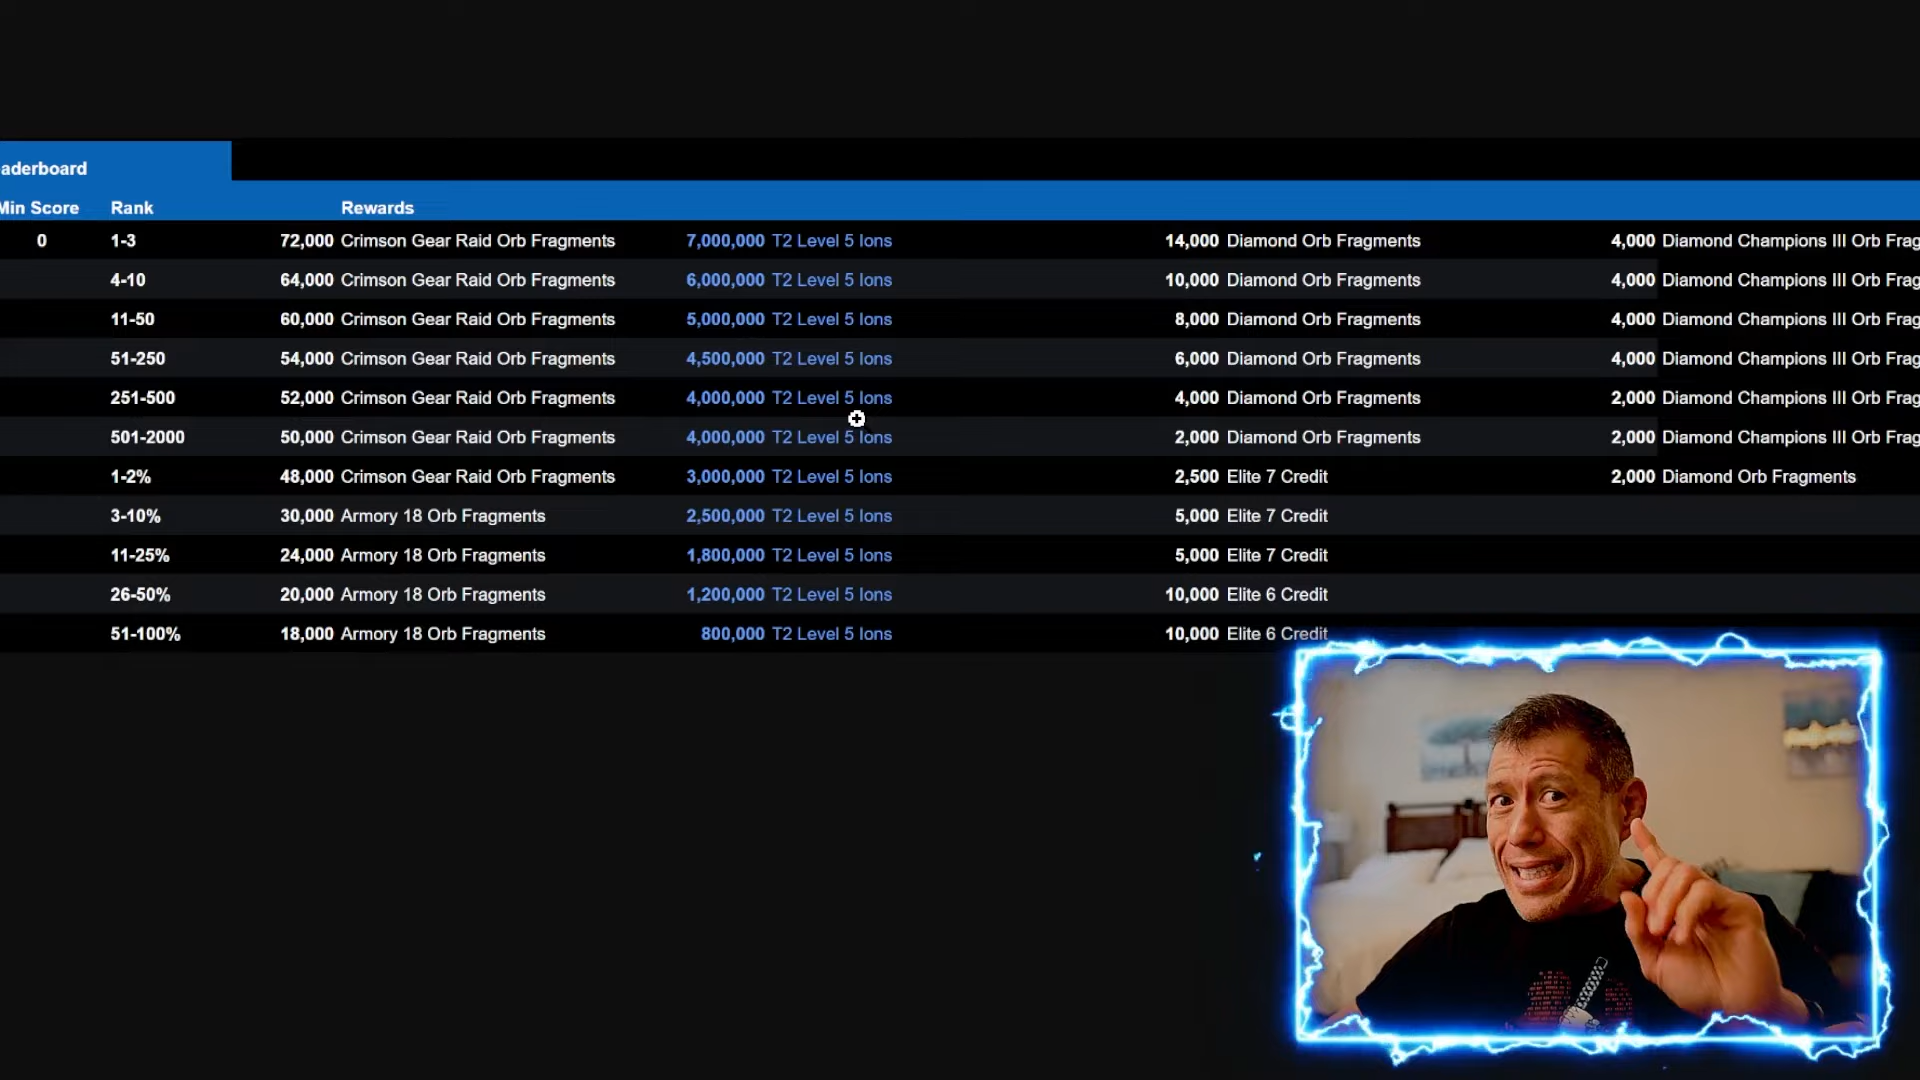 aderboard
Min Score Rank Rewards
0 1-3 72,000 Crimson Gear Raid Orb Fragments 7,000,000 T2 Level 5 Ions 14,000 Diamond Orb Fragments 4,000 Diamond Champions III Orb Frag
4-10 64,000 Crimson Gear Raid Orb Fragments 6,000,000 T2 Level 5 Ions 10,000 Diamond Orb Fragments 4,000 Diamond Champions III Orb Frag
11-50 60,000 Crimson Gear Raid Orb Fragments 5,000,000 T2 Level 5 Ions 8,000 Diamond Orb Fragments 4,000 Diamond Champions III Orb Frag
51-250 54,000 Crimson Gear Raid Orb Fragments 4,500,000 T2 Level 5 Ions 6,000 Diamond Orb Fragments 4,000 Diamond Champions III Orb Frag
251-500 52,000 Crimson Gear Raid Orb Fragments 4,000,000 T2 Level 5 Ions 4,000 Diamond Orb Fragments 2,000 Diamond Champions III Orb Frag
501-2000 50,000 Crimson Gear Raid Orb Fragments 4,000,000 T2 Level 5 Ions 2,000 Diamond Orb Fragments 2,000 Diamond Champions III Orb Frag
1-2% 48,000 Crimson Gear Raid Orb Fragments 3,000,000 T2 Level 5 Ions 2,500 Elite 7 Credit 2,000 Diamond Orb Fragments
3-10% 30,000 Armory 18 Orb Fragments 2,500,000 T2 Level 5 Ions 5,000 Elite 7 Credit
11-25% 24,000 Armory 18 Orb Fragments 1,800,000 T2 Level 5 Ions 5,000 Elite 7 Credit
26-50% 20,000 Armory 18 Orb Fragments 1,200,000 T2 Level 5 Ions 10,000 Elite 6 Credit
51-100% 18,000 Armory 18 Orb Fragments 800,000 T2 Level 5 Ions 10,000 Elite 6 Credit